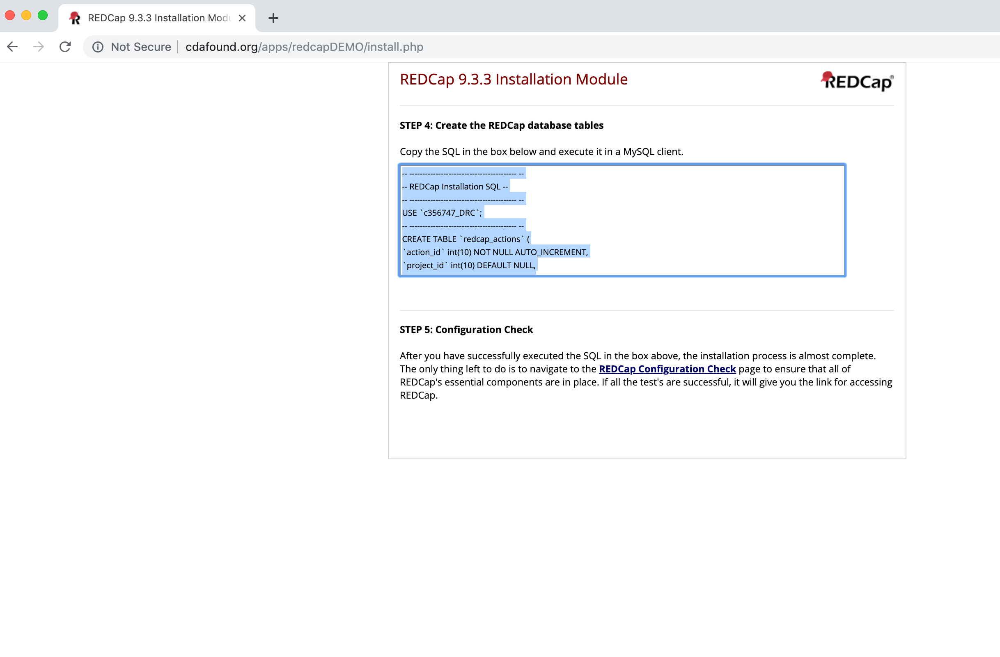 REDCap 9.3.3 Installation Modu
Not Secure | cdafound.org/apps/redcapDEMO/install.php
REDCap 9.3.3 Installation Module
REDCap®
STEP 4: Create the REDCap database tables
Copy the SQL in the box below and execute it in a MySQL client.
-- ---------------------------------------- --
-- REDCap Installation SQL --
-- ---------------------------------------- --
USE `c356747_DRC`;
-- ---------------------------------------- --
CREATE TABLE `redcap_actions` (
`action_id` int(10) NOT NULL AUTO_INCREMENT,
`project_id` int(10) DEFAULT NULL,
STEP 5: Configuration Check
After you have successfully executed the SQL in the box above, the installation process is almost complete.
The only thing left to do is to navigate to the REDCap Configuration Check page to ensure that all of
REDCap's essential components are in place. If all the test's are successful, it will give you the link for accessing
REDCap.